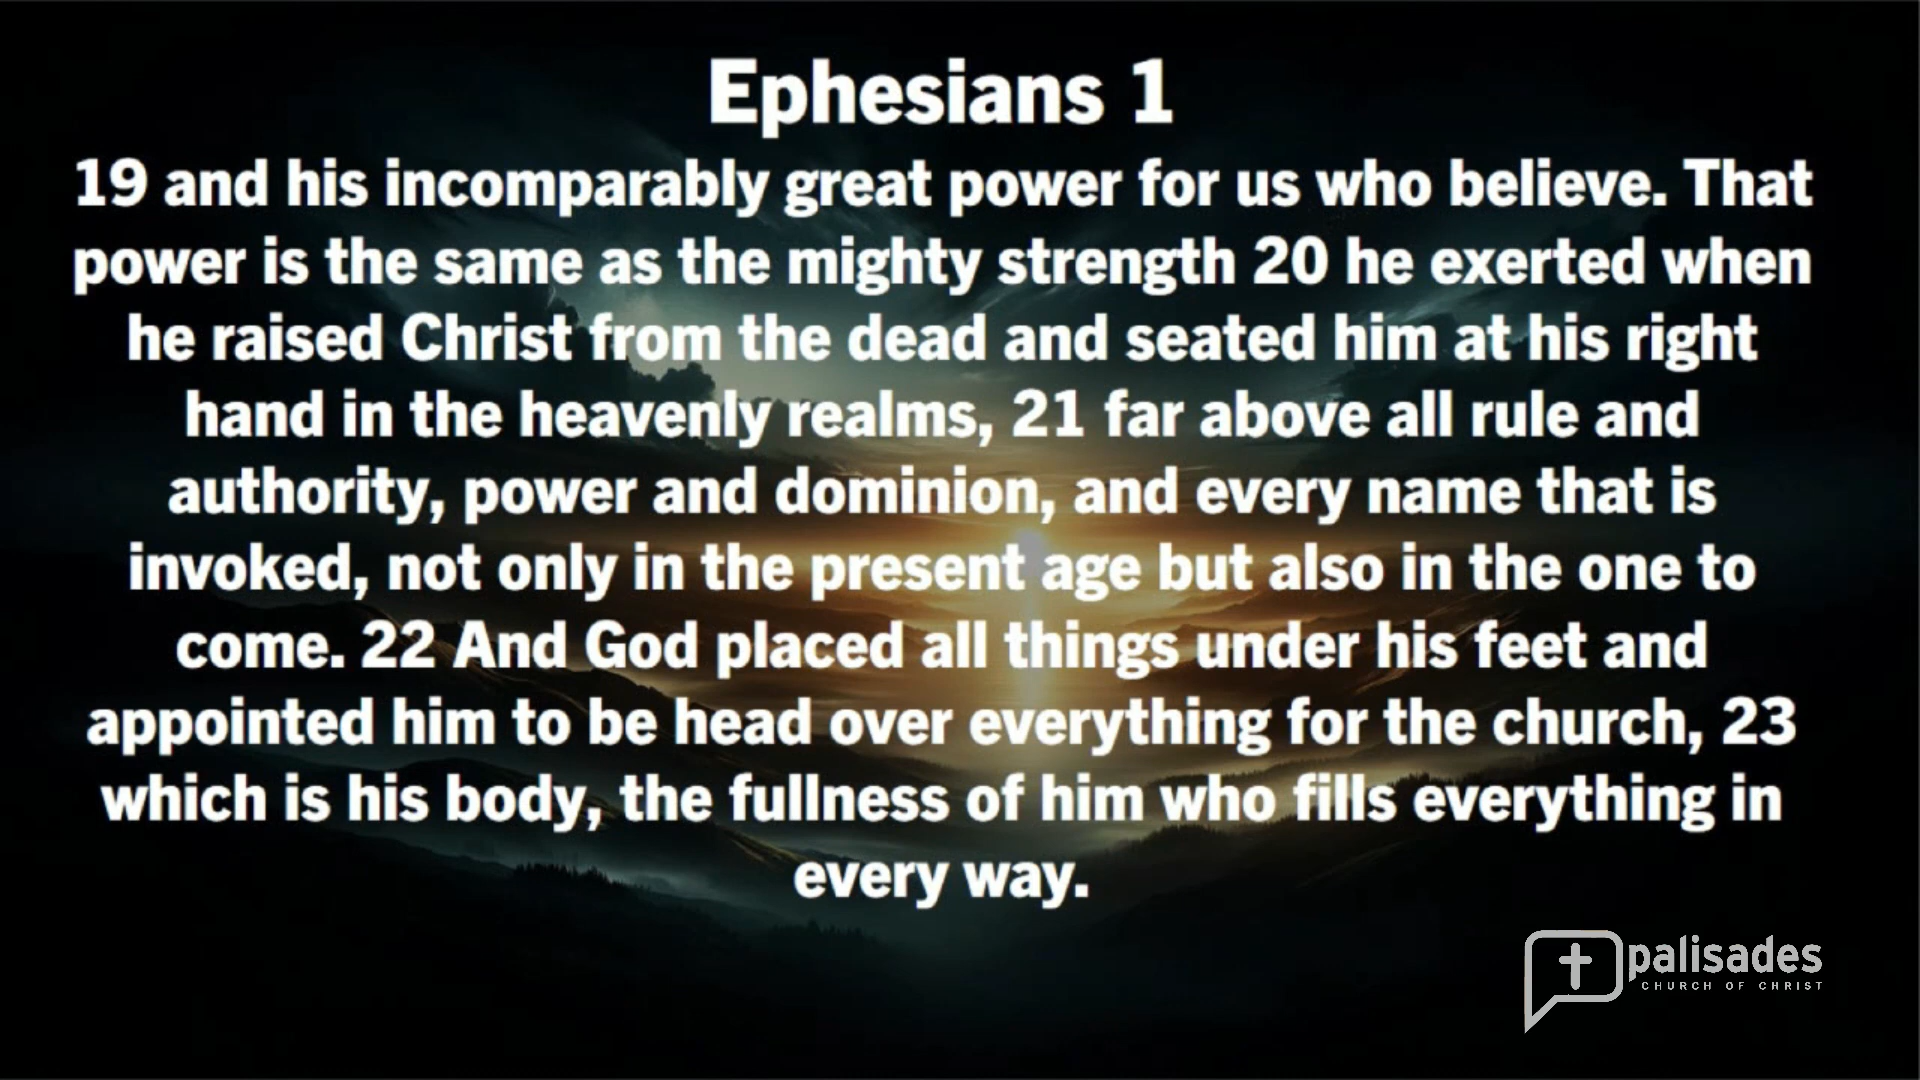 Ephesians 1
19 and his incomparably great power for us who believe. That
power is the same as the mighty strength 20 he exerted when
he raised Christ from the dead and seated him at his right
hand in the heavenly realms, 21 far above all rule and
authority, power and dominion, and every name that is
invoked, not only in the present age but also in the one to
come. 22 And God placed all things under his feet and
appointed him to be head over everything for the church, 23
which is his body, the fullness of him who fills everything in
every way.
palisades
CHURCH OF CHRIST